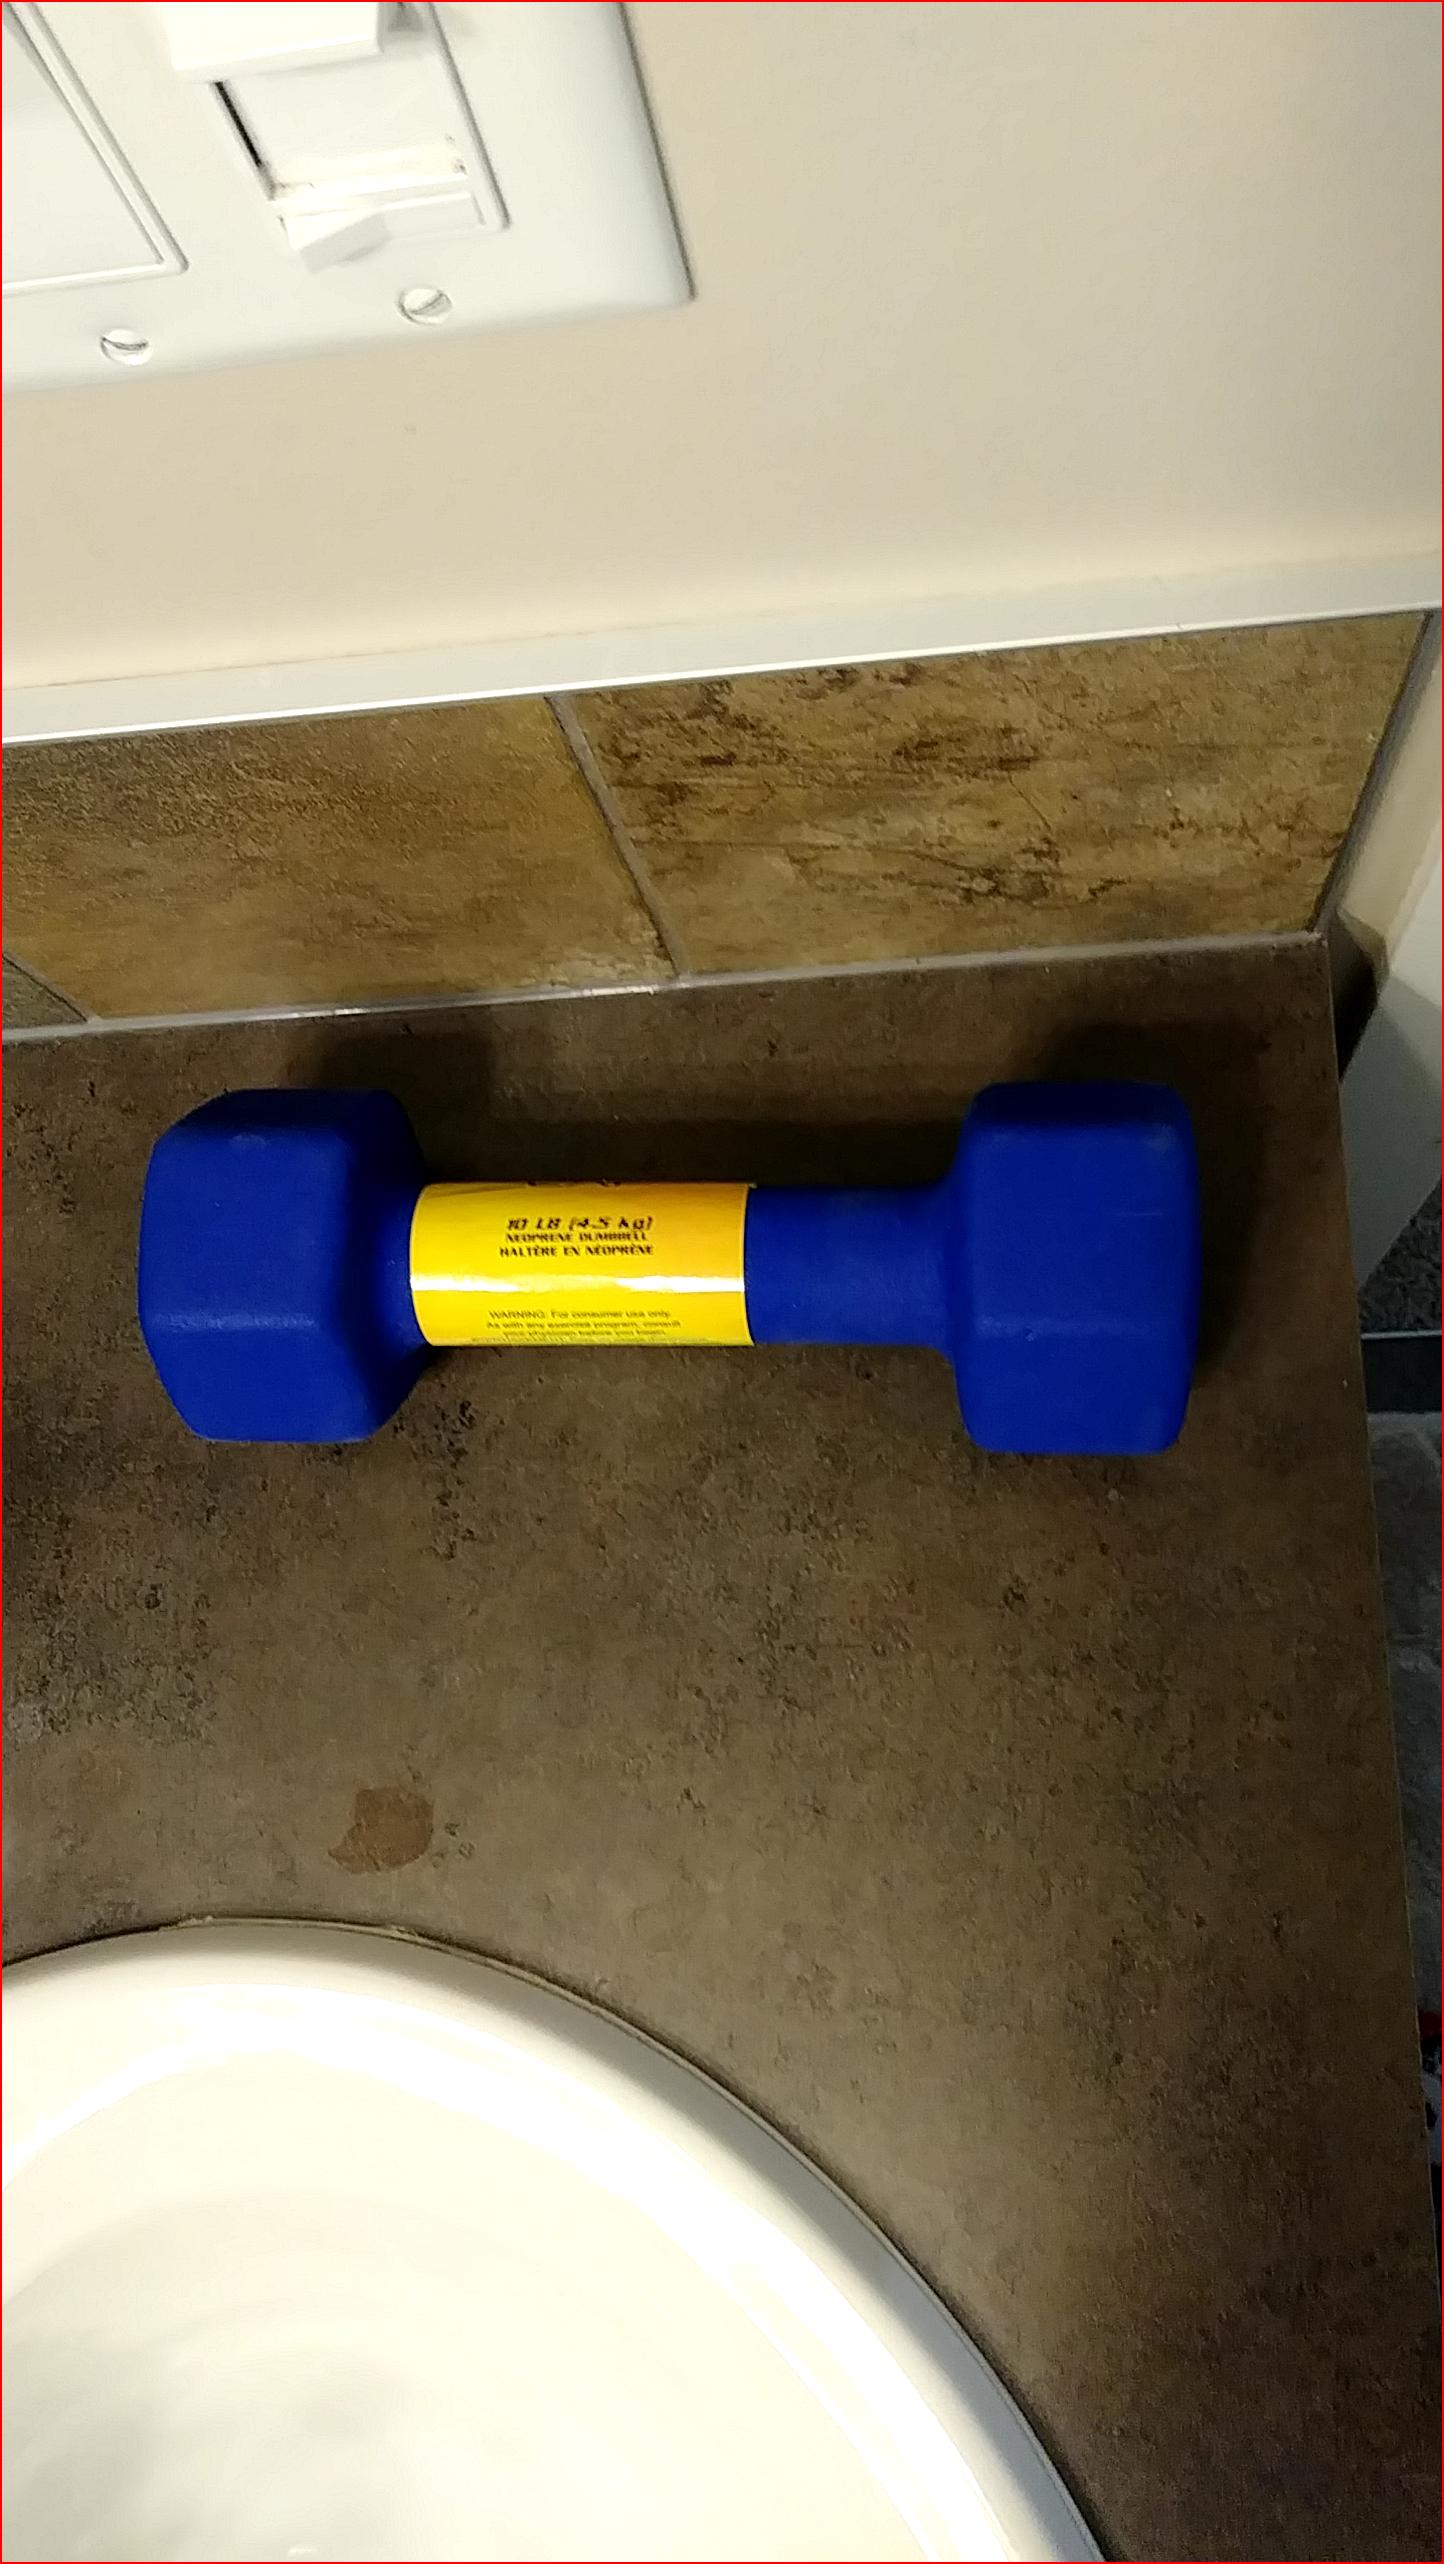 10 LB (4.5 kg)
NEOPRENE DUMBBELL
HALTÈRE EN NÉOPRÈNE
WARNING: For consumer use only.
As with any exercise program, consult
your physician before you begin.